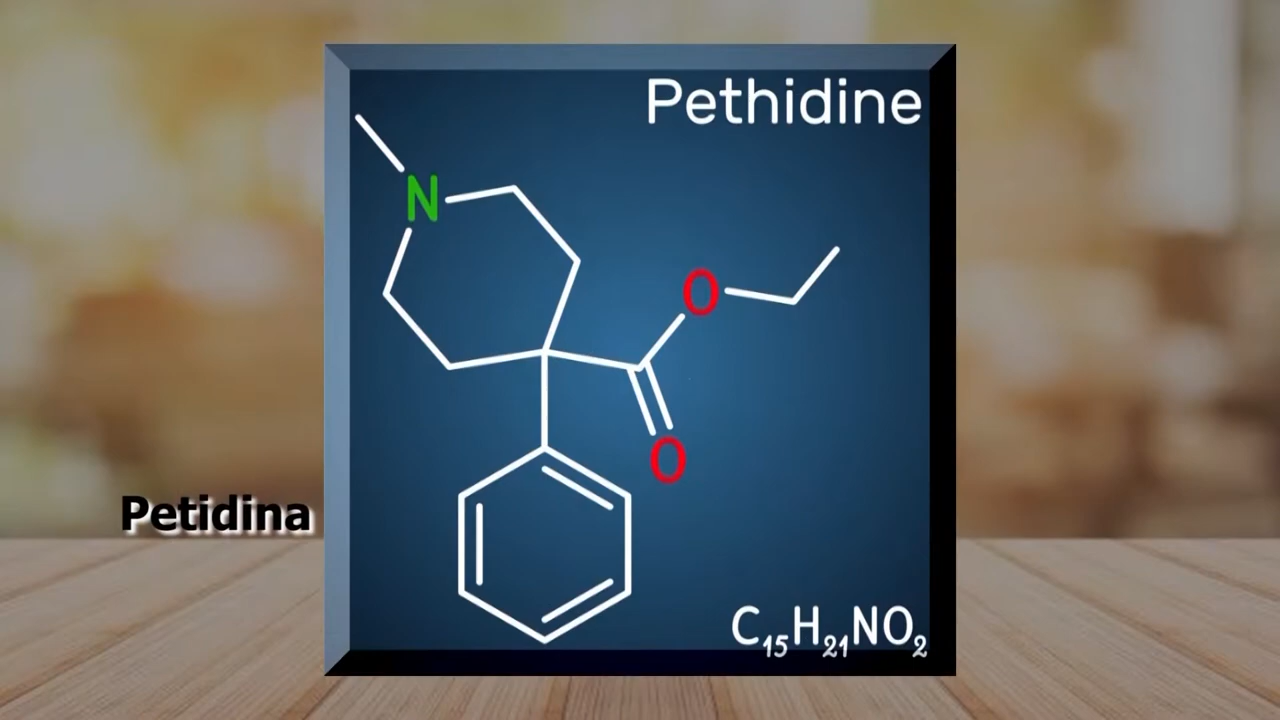 Pethidine
N
O
O
Petidina
C₁₅H₂₁NO₂